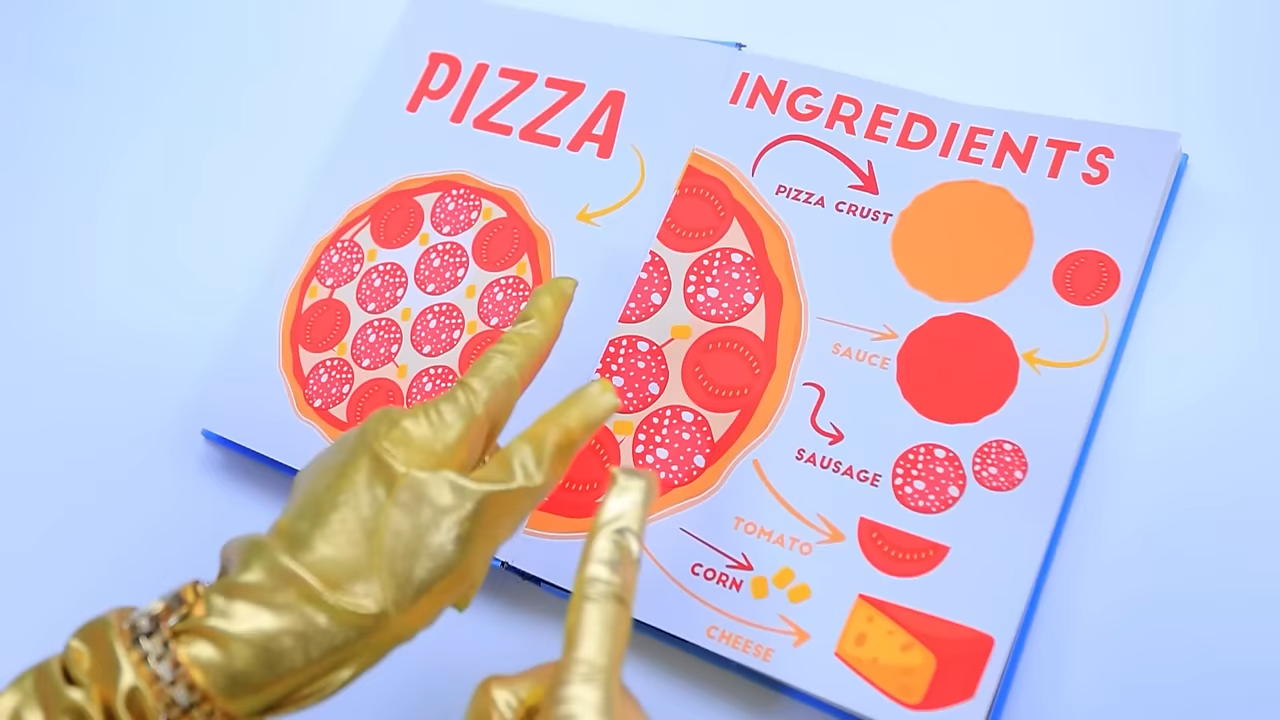 PIZZA
INGREDIENTS
PIZZA CRUST
SAUCE
SAUSAGE
TOMATO
CORN
CHEESE